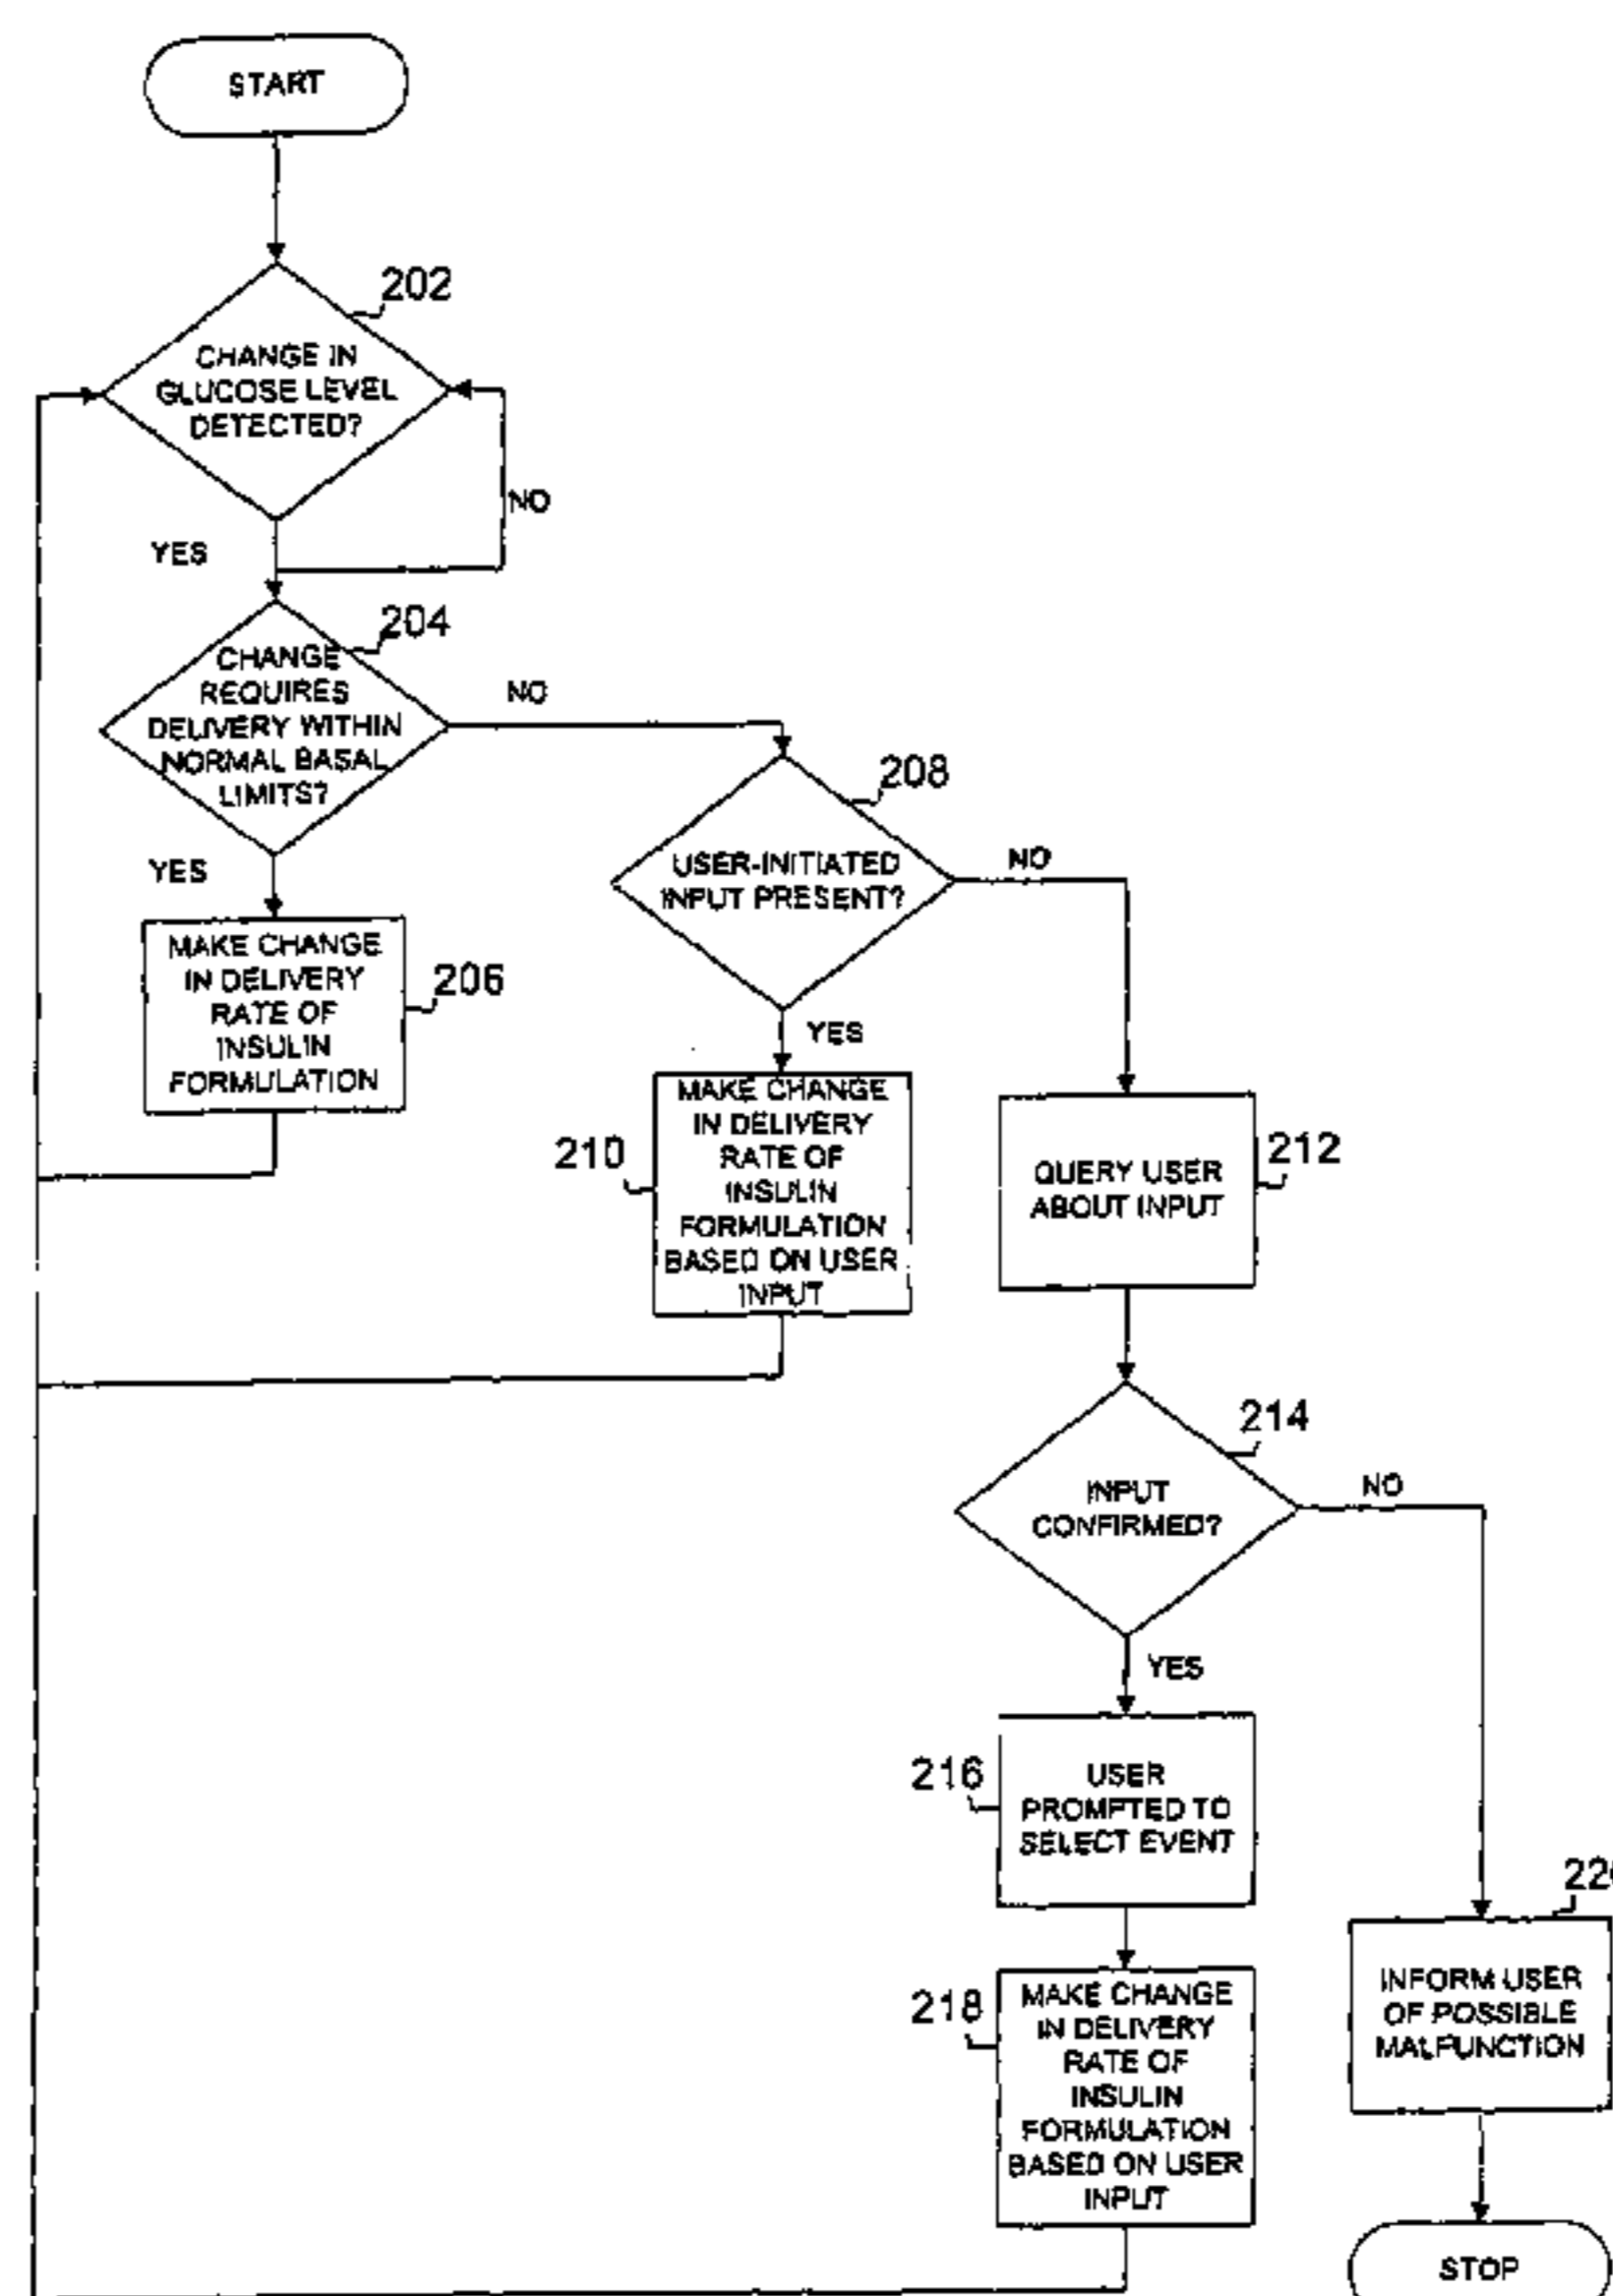 START
202
CHANGE IN
GLUCOSE LEVEL
DETECTED?
NO
YES
204
CHANGE
REQUIRES
DELIVERY WITHIN
NORMAL BASAL
LIMITS?
NO
YES
208
USER-INITIATED
INPUT PRESENT?
NO
YES
MAKE CHANGE
IN DELIVERY
RATE OF
INSULIN
FORMULATION
206
210
MAKE CHANGE
IN DELIVERY
RATE OF
INSULIN
FORMULATION
BASED ON USER
INPUT
QUERY USER
ABOUT INPUT
212
214
INPUT
CONFIRMED?
NO
YES
216
USER
PROMPTED TO
SELECT EVENT
218
MAKE CHANGE
IN DELIVERY
RATE OF
INSULIN
FORMULATION
BASED ON USER
INPUT
INFORM USER
OF POSSIBLE
MALFUNCTION
STOP